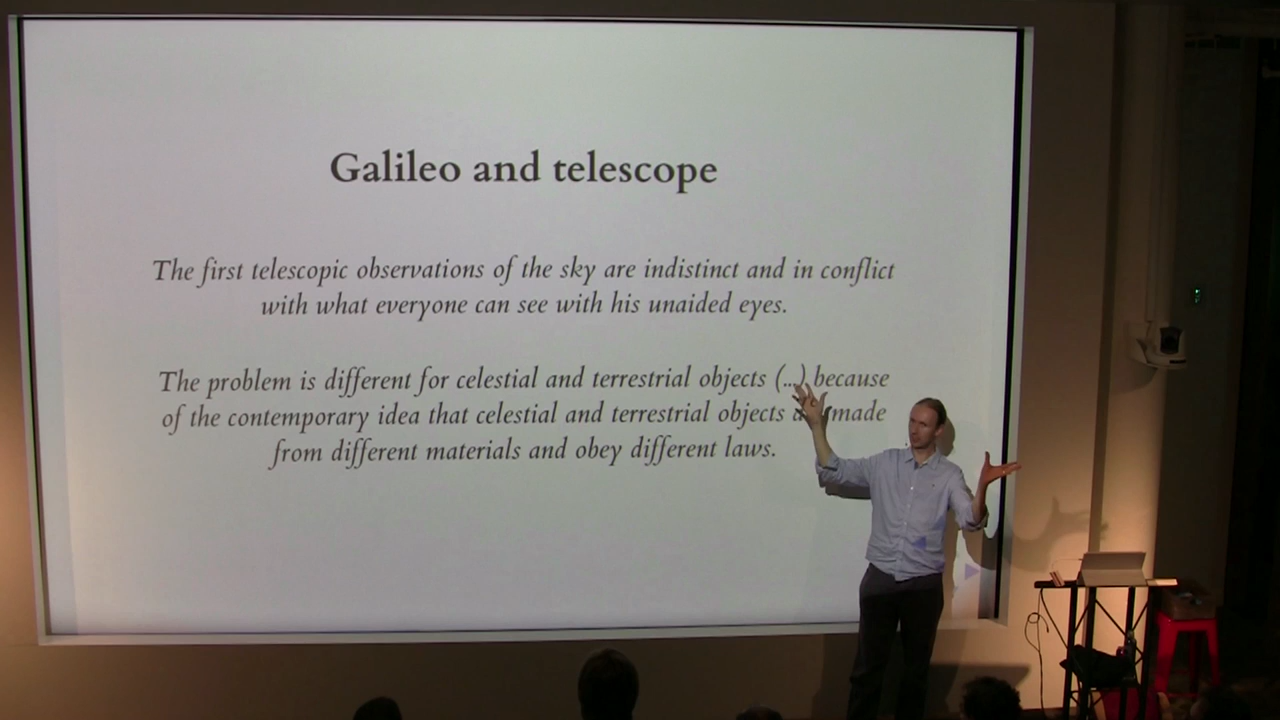 Galileo and telescope
The first telescopic observations of the sky are indistinct and in conflict
with what everyone can see with his unaided eyes.
The problem is different for celestial and terrestrial objects (...) because
of the contemporary idea that celestial and terrestrial objects made
from different materials and obey different laws.